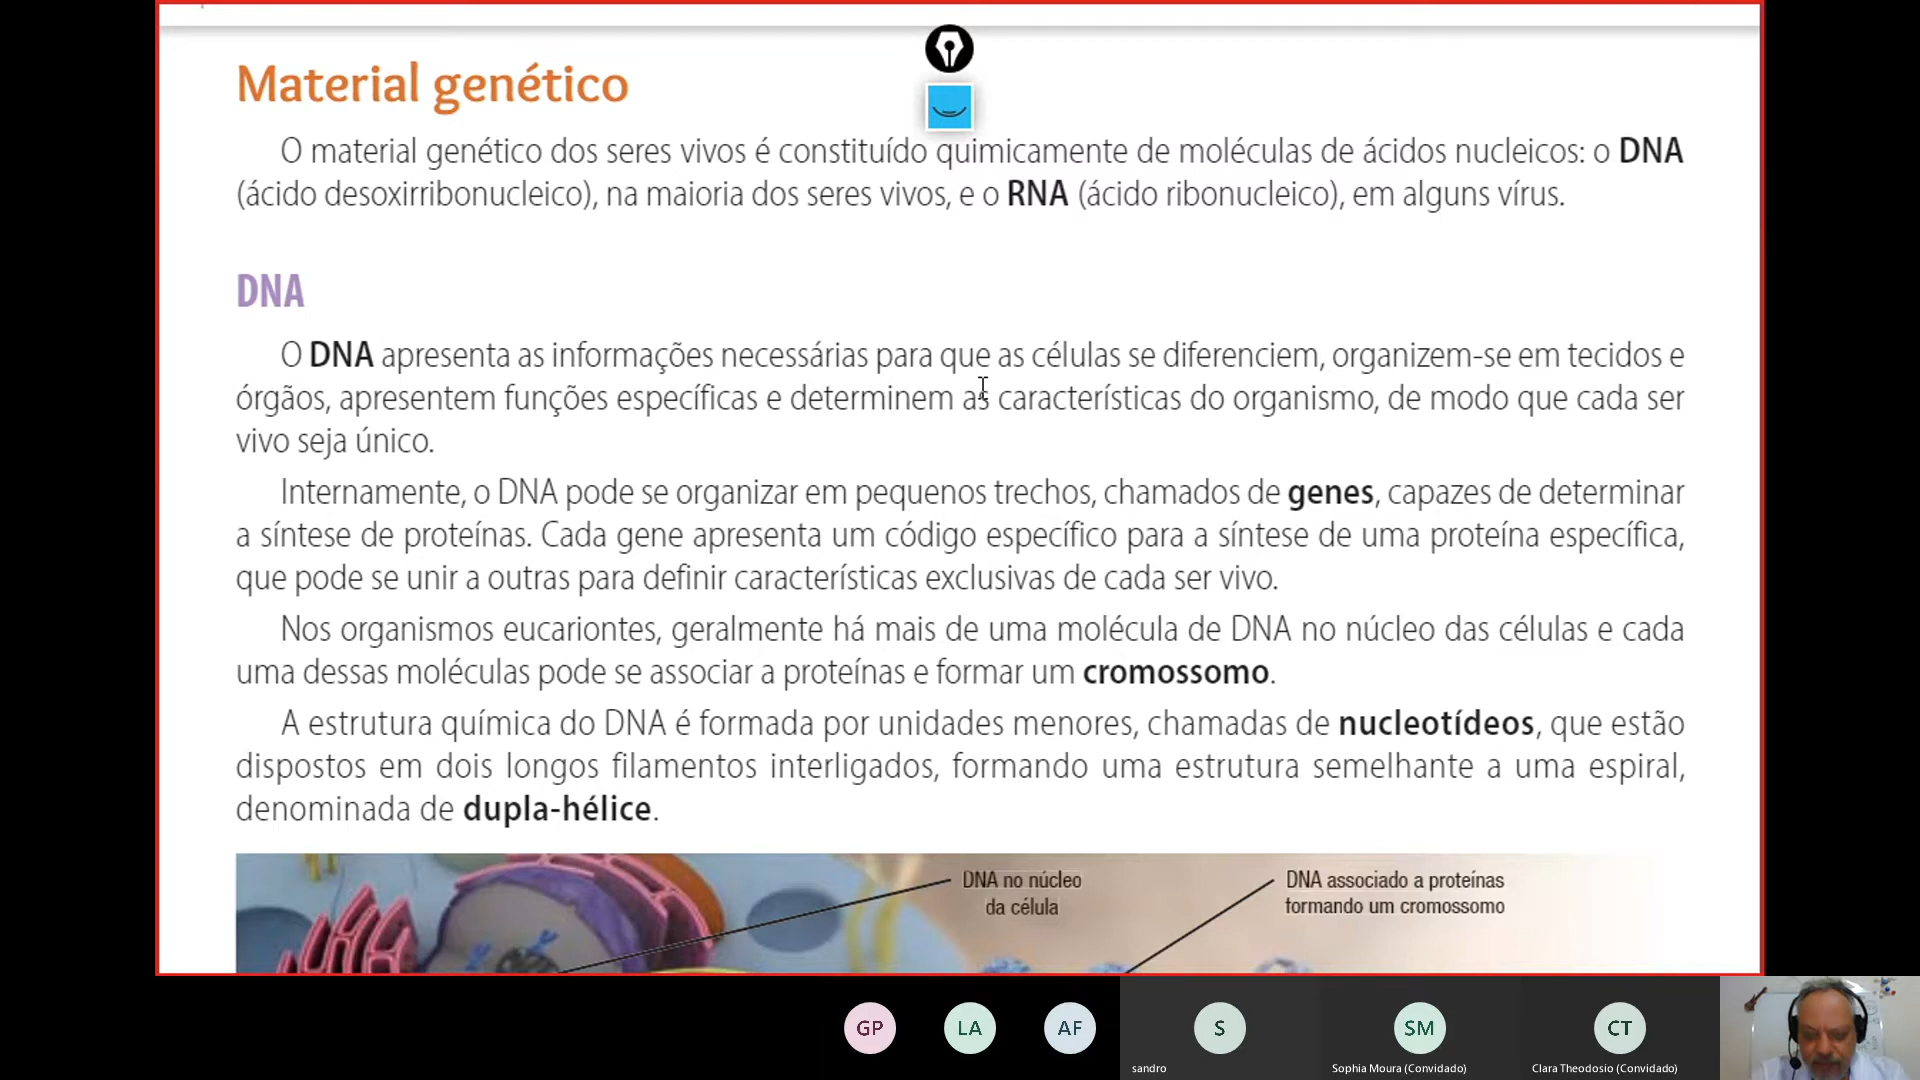 Material genético
O material genético dos seres vivos é constituído quimicamente de moléculas de ácidos nucleicos: o DNA
(ácido desoxirribonucleico), na maioria dos seres vivos, e o RNA (ácido ribonucleico), em alguns vírus.
DNA
O DNA apresenta as informações necessárias para que as células se diferenciem, organizem-se em tecidos e
órgãos, apresentem funções específicas e determinem as características do organismo, de modo que cada ser
vivo seja único.
Internamente, o DNA pode se organizar em pequenos trechos, chamados de genes, capazes de determinar
a síntese de proteínas. Cada gene apresenta um código específico para a síntese de uma proteína específica,
que pode se unir a outras para definir características exclusivas de cada ser vivo.
Nos organismos eucariontes, geralmente há mais de uma molécula de DNA no núcleo das células e cada
uma dessas moléculas pode se associar a proteínas e formar um cromossomo.
A estrutura química do DNA é formada por unidades menores, chamadas de nucleotídeos, que estão
dispostos em dois longos filamentos interligados, formando uma estrutura semelhante a uma espiral,
denominada de dupla-hélice.
DNA no núcleo
da célula
DNA associado a proteínas
formando um cromossomo
GP
LA
AF
S
SM
CT
sandro
Sophia Moura (Convidado)
Clara Theodosio (Convidado)